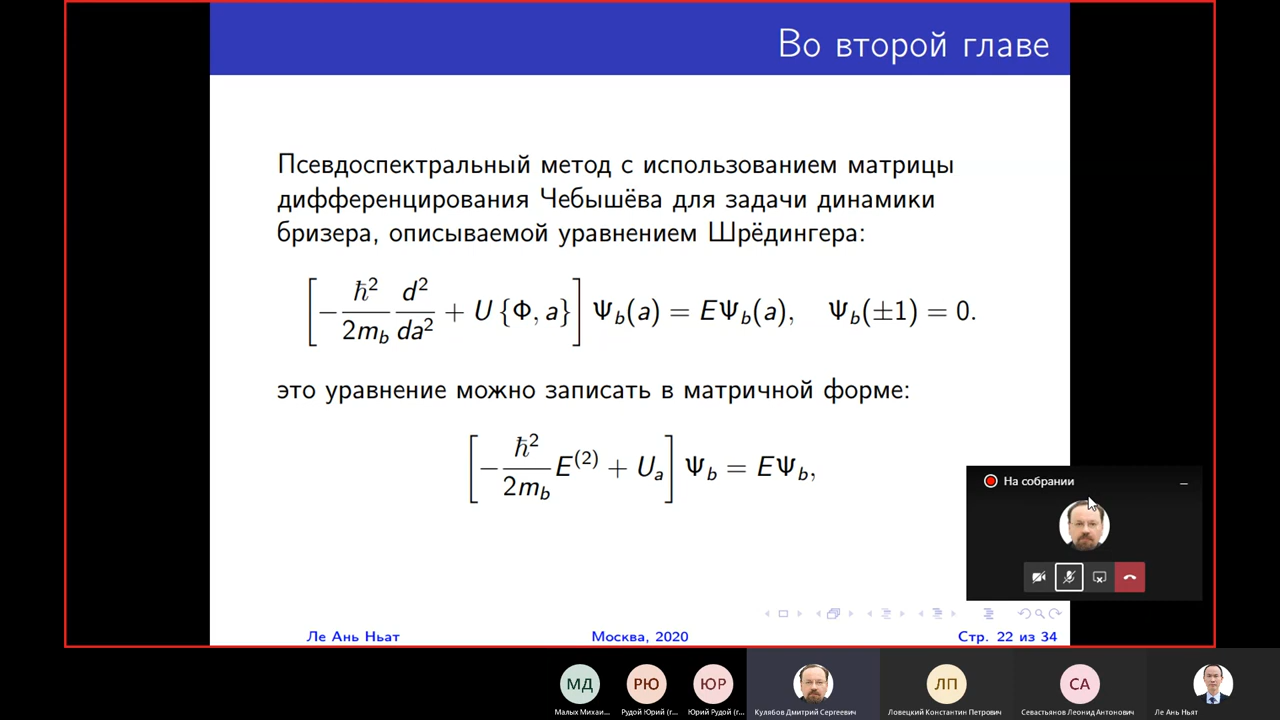 Во второй главе
Псевдоспектральный метод с использованием матрицы
дифференцирования Чебышёва для задачи динамики
бризера, описываемой уравнением Шрёдингера:
[−ħ²/2m_b d²/da² + U {Φ, a}] Ψ_b(a) = EΨ_b(a), Ψ_b(±1) = 0.
это уравнение можно записать в матричной форме:
[−ħ²/2m_b E⁽²⁾ + U_a] Ψ_b = EΨ_b,
На собрании
Ле Ань Ньат Москва, 2020 Стр. 22 из 34
МД РЮ ЮР ЛП СА
Малых Михаи... Рудой Юрий (г... Юрий Рудой (г... Кулябов Дмитрий Сергеевич Ловецкий Константин Петрович Севастьянов Леонид Антонович Ле Ань Ньят